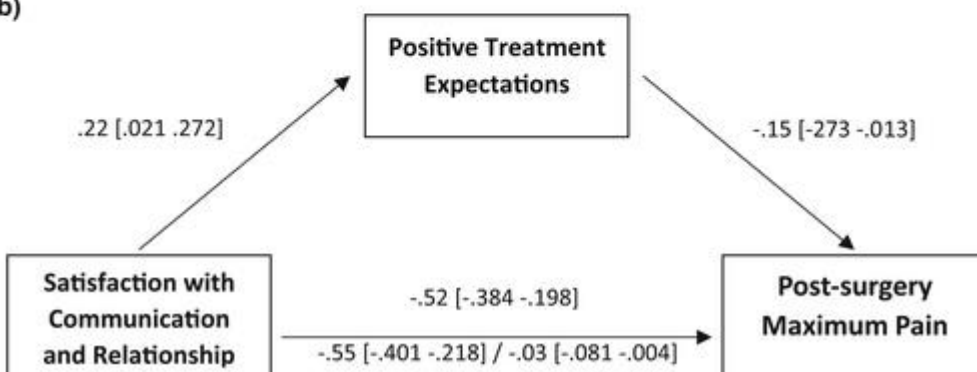 b)
Positive Treatment
Expectations
.22 [.021 .272]
-.15 [-273 -.013]
Satisfaction with
Communication
and Relationship
-.52 [-.384 -.198]
-.55 [-.401 -.218] / -.03 [-.081 -.004]
Post-surgery
Maximum Pain